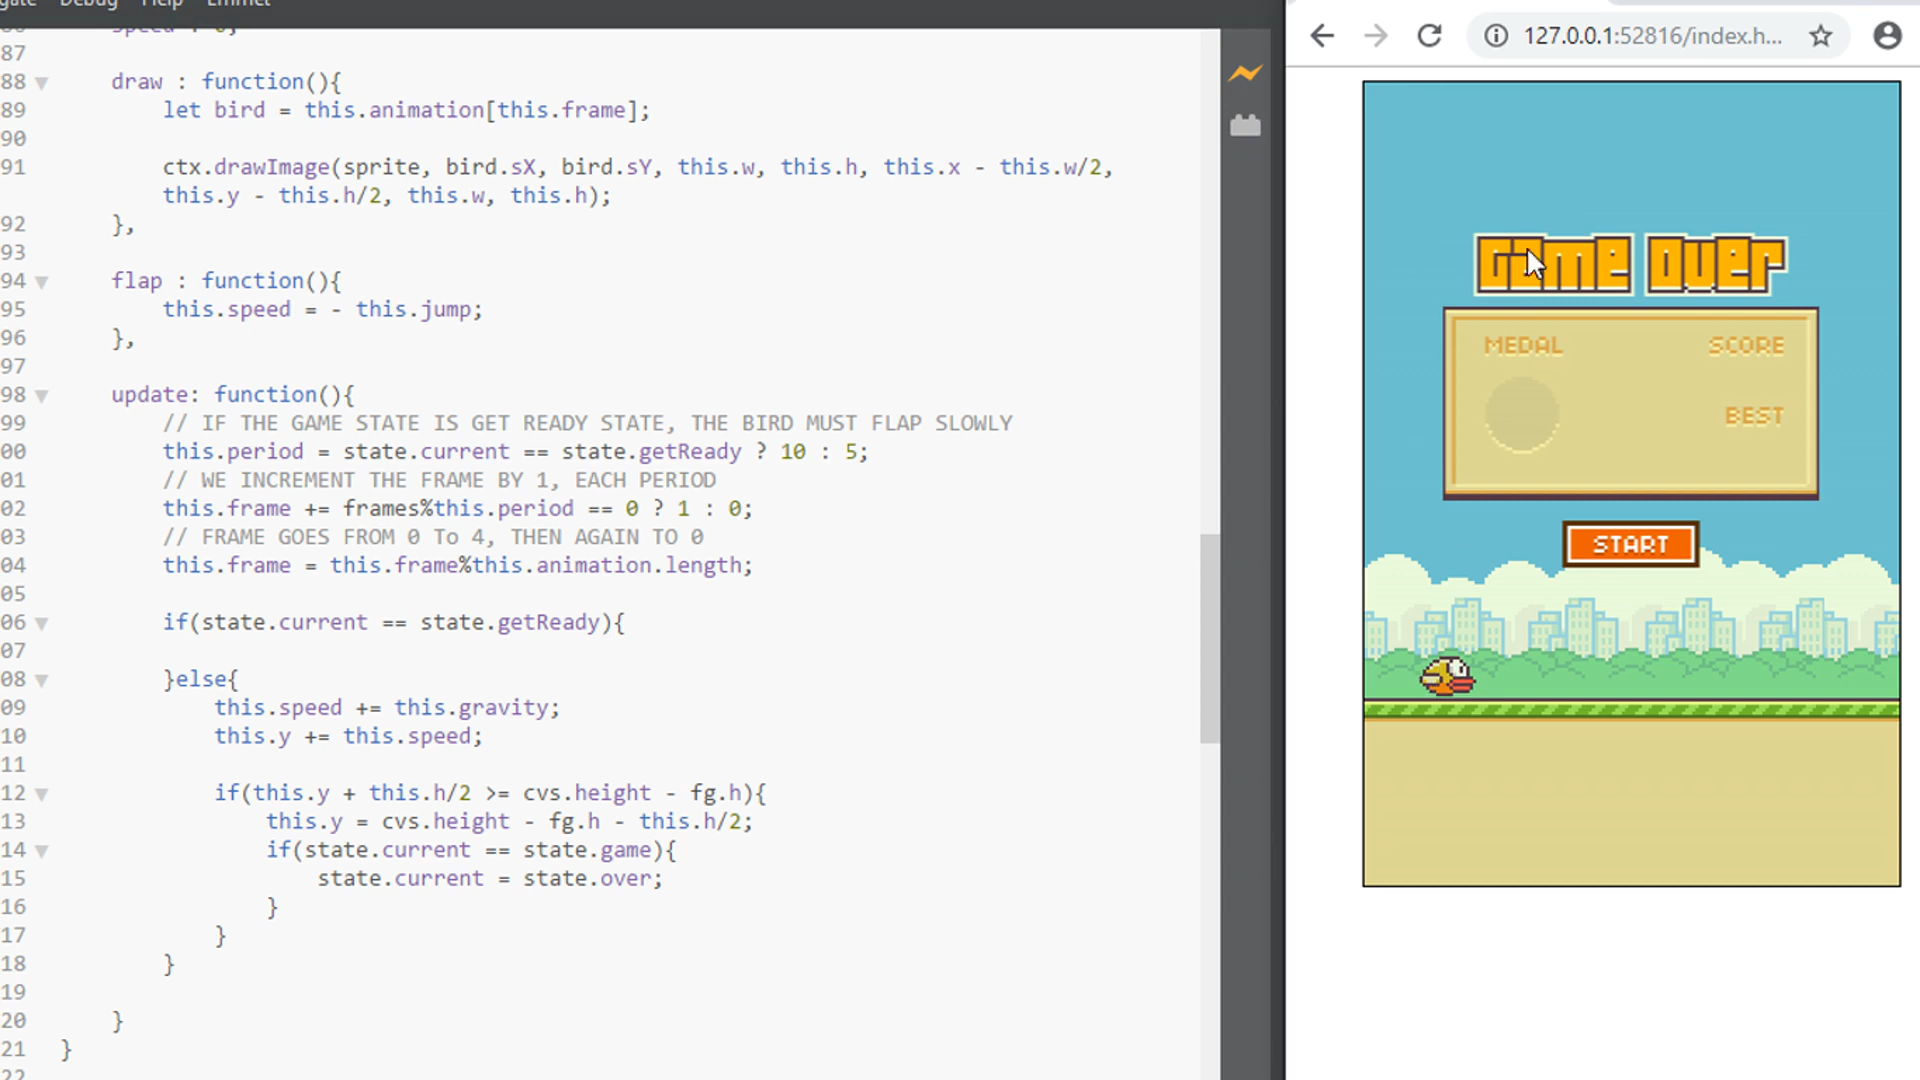 gate Debug Help Emmet
86 speed : 0,
87
88 draw : function(){
89 let bird = this.animation[this.frame];
90
91 ctx.drawImage(sprite, bird.sX, bird.sY, this.w, this.h, this.x - this.w/2,
this.y - this.h/2, this.w, this.h);
92 },
93
94 flap : function(){
95 this.speed = - this.jump;
96 },
97
98 update: function(){
99 // IF THE GAME STATE IS GET READY STATE, THE BIRD MUST FLAP SLOWLY
00 this.period = state.current == state.getReady ? 10 : 5;
01 // WE INCREMENT THE FRAME BY 1, EACH PERIOD
02 this.frame += frames%this.period == 0 ? 1 : 0;
03 // FRAME GOES FROM 0 To 4, THEN AGAIN TO 0
04 this.frame = this.frame%this.animation.length;
05
06 if(state.current == state.getReady){
07
08 }else{
09 this.speed += this.gravity;
10 this.y += this.speed;
11
12 if(this.y + this.h/2 >= cvs.height - fg.h){
13 this.y = cvs.height - fg.h - this.h/2;
14 if(state.current == state.game){
15 state.current = state.over;
16 }
17 }
18 }
19
20 }
21 }
22
127.0.0.1:52816/index.h...
Game Over
MEDAL SCORE
BEST
START